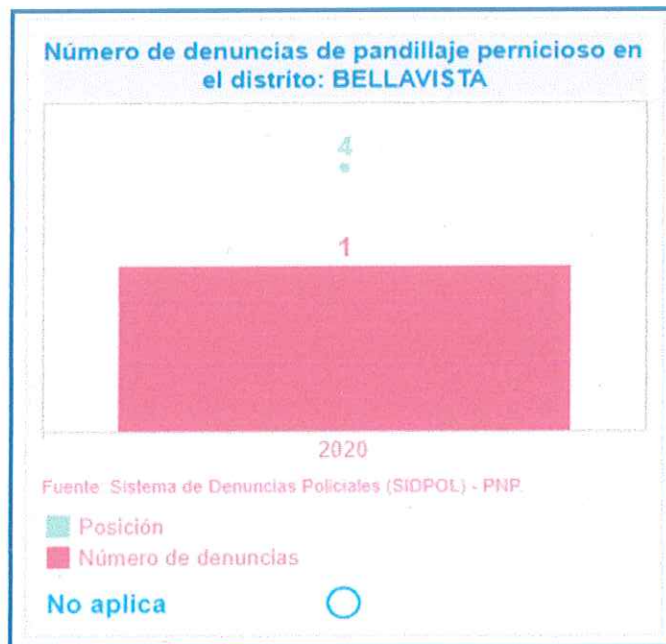 Número de denuncias de pandillaje pernicioso en
el distrito: BELLAVISTA
4
1
2020
Fuente: Sistema de Denuncias Policiales (SIDPOL) - PNP.
Posición
Número de denuncias
No aplica